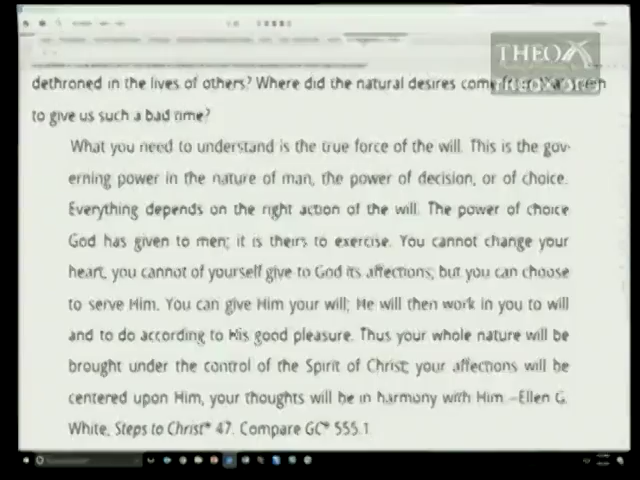 THEOX
THEOX.ORG
dethroned in the lives of others? Where did the natural desires come from that seem
to give us such a bad time?
What you need to understand is the true force of the will. This is the gov-
erning power in the nature of man, the power of decision, or of choice.
Everything depends on the right action of the will. The power of choice
God has given to men; it is theirs to exercise. You cannot change your
heart, you cannot of yourself give to God its affections; but you can choose
to serve Him. You can give Him your will; He will then work in you to will
and to do according to His good pleasure. Thus your whole nature will be
brought under the control of the Spirit of Christ; your affections will be
centered upon Him, your thoughts will be in harmony with Him –Ellen G.
White, Steps to Christ* 47. Compare GC* 555.1